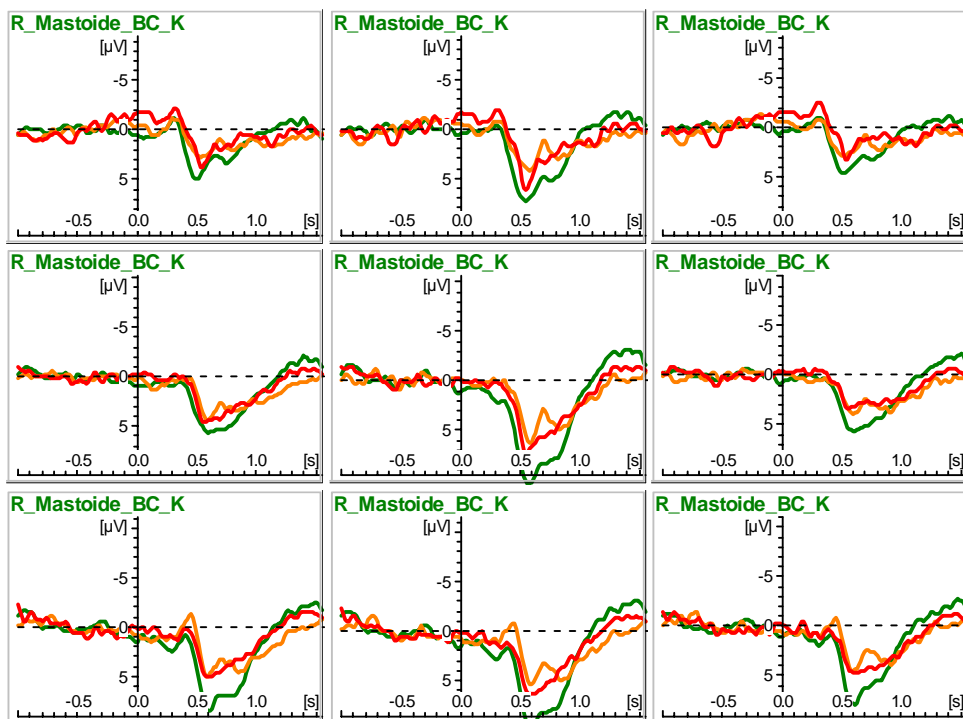 R_Mastoide_BC_K R_Mastoide_BC_K R_Mastoide_BC_K
[µV] [µV] [µV]
-5 -5 -5
0 0 0
5 5 5
-0.5 0.0 0.5 1.0 [s] -0.5 0.0 0.5 1.0 [s] -0.5 0.0 0.5 1.0 [s]
R_Mastoide_BC_K R_Mastoide_BC_K R_Mastoide_BC_K
[µV] [µV] [µV]
-5 -5 -5
0 0 0
5 5 5
-0.5 0.0 0.5 1.0 [s] -0.5 0.0 0.5 1.0 [s] -0.5 0.0 0.5 1.0 [s]
R_Mastoide_BC_K R_Mastoide_BC_K R_Mastoide_BC_K
[µV] [µV] [µV]
-5 -5 -5
0 0 0
5 5 5
-0.5 0.0 0.5 1.0 [s] -0.5 0.0 0.5 1.0 [s] -0.5 0.0 0.5 1.0 [s]